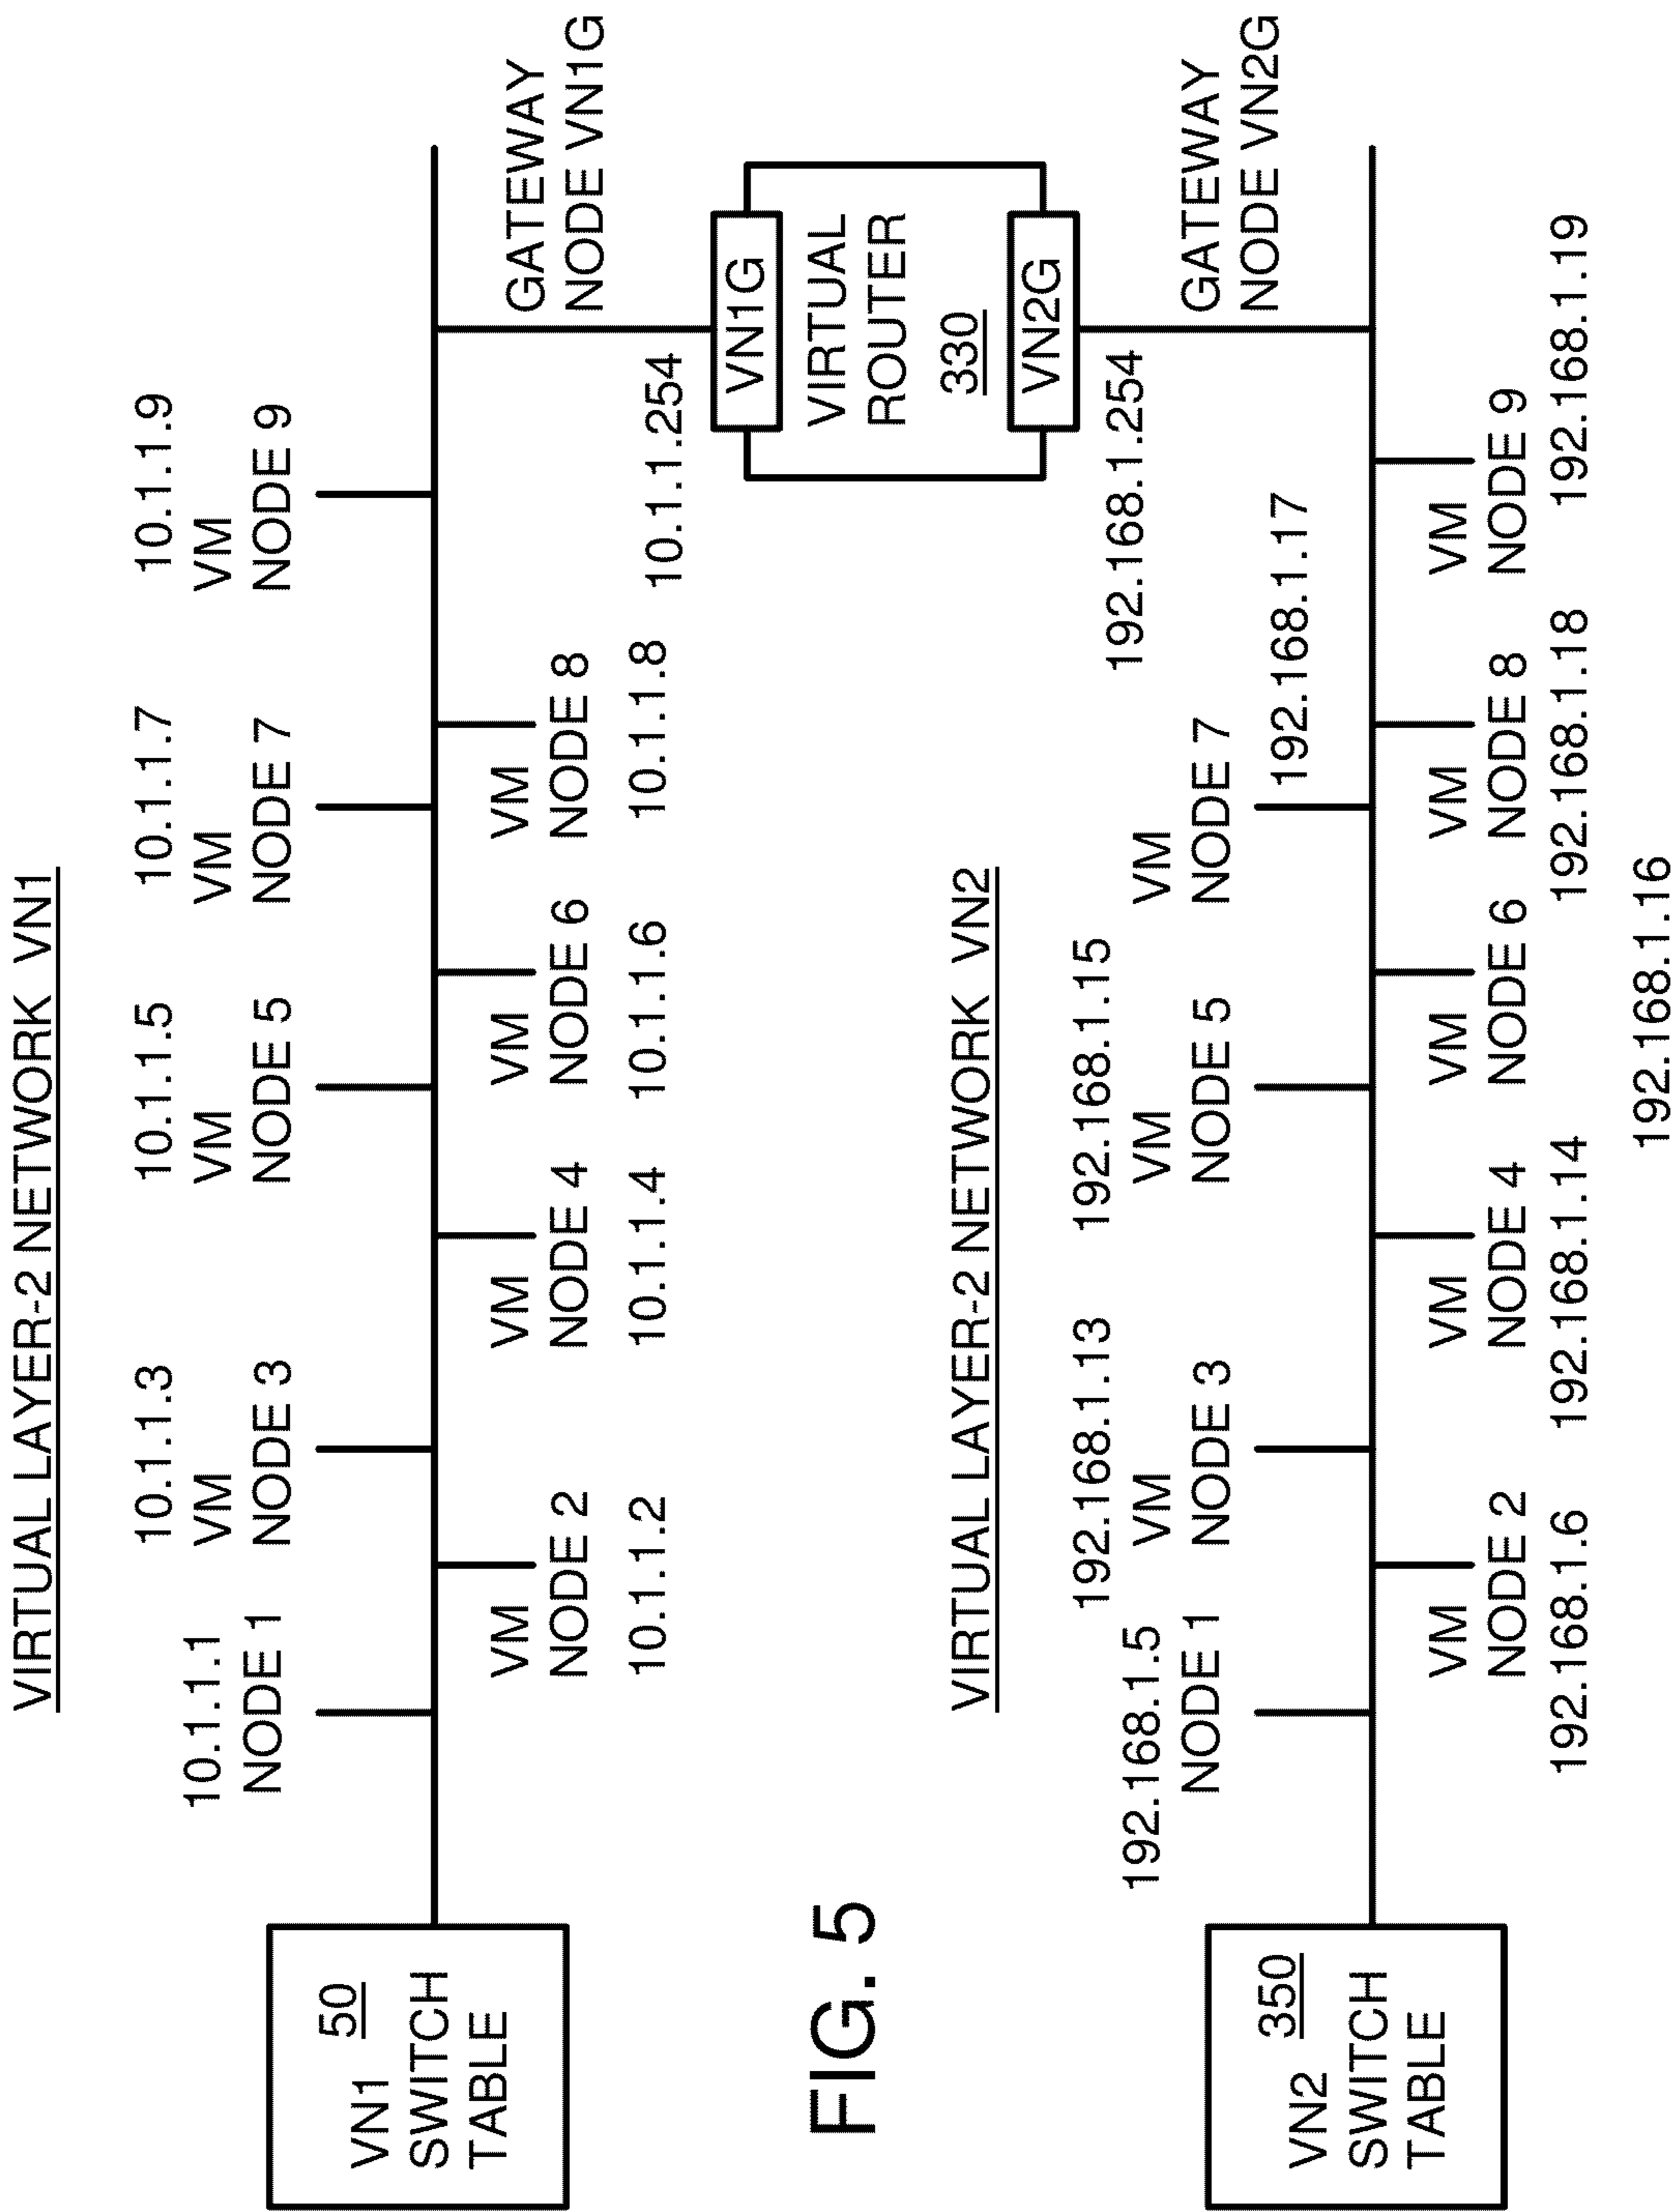 VIRTUAL LAYER-2 NETWORK VN1
10.1.1.1
NODE 1
10.1.1.3
VM
NODE 3
10.1.1.5
VM
NODE 5
10.1.1.7
VM
NODE 7
10.1.1.9
VM
NODE 9
50
VN1
SWITCH
TABLE
VM
NODE 2
10.1.1.2
VM
NODE 4
10.1.1.4
VM
NODE 6
10.1.1.6
VM
NODE 8
10.1.1.8
GATEWAY
NODE VN1G
10.1.1.254
VN1G
VIRTUAL
ROUTER
330
VN2G
192.168.1.254
GATEWAY
NODE VN2G
FIG. 5
VIRTUAL LAYER-2 NETWORK VN2
192.168.1.5
NODE 1
192.168.1.13
VM
NODE 3
192.168.1.15
VM
NODE 5
VM
NODE 7
192.168.1.17
350
VN2
SWITCH
TABLE
VM
NODE 2
192.168.1.6
VM
NODE 4
192.168.1.14
VM
NODE 6
192.168.1.16
VM
NODE 8
192.168.1.18
VM
NODE 9
192.168.1.19